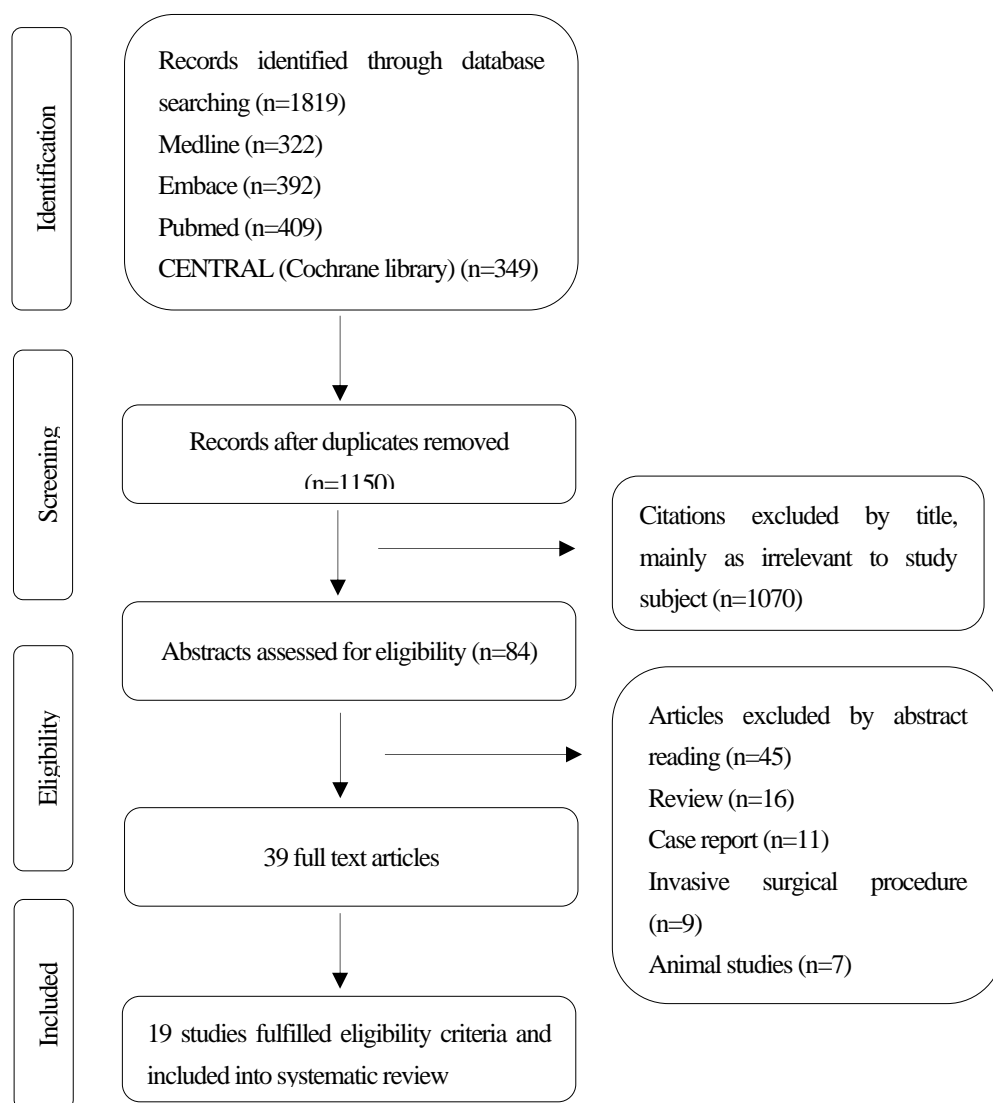 Identification
Records identified through database
searching (n=1819)
Medline (n=322)
Embace (n=392)
Pubmed (n=409)
CENTRAL (Cochrane library) (n=349)
Screening
Records after duplicates removed
(n=1150)
Citations excluded by title,
mainly as irrelevant to study
subject (n=1070)
Abstracts assessed for eligibility (n=84)
Eligibility
Articles excluded by abstract
reading (n=45)
Review (n=16)
Case report (n=11)
Invasive surgical procedure
(n=9)
Animal studies (n=7)
39 full text articles
Included
19 studies fulfilled eligibility criteria and
included into systematic review